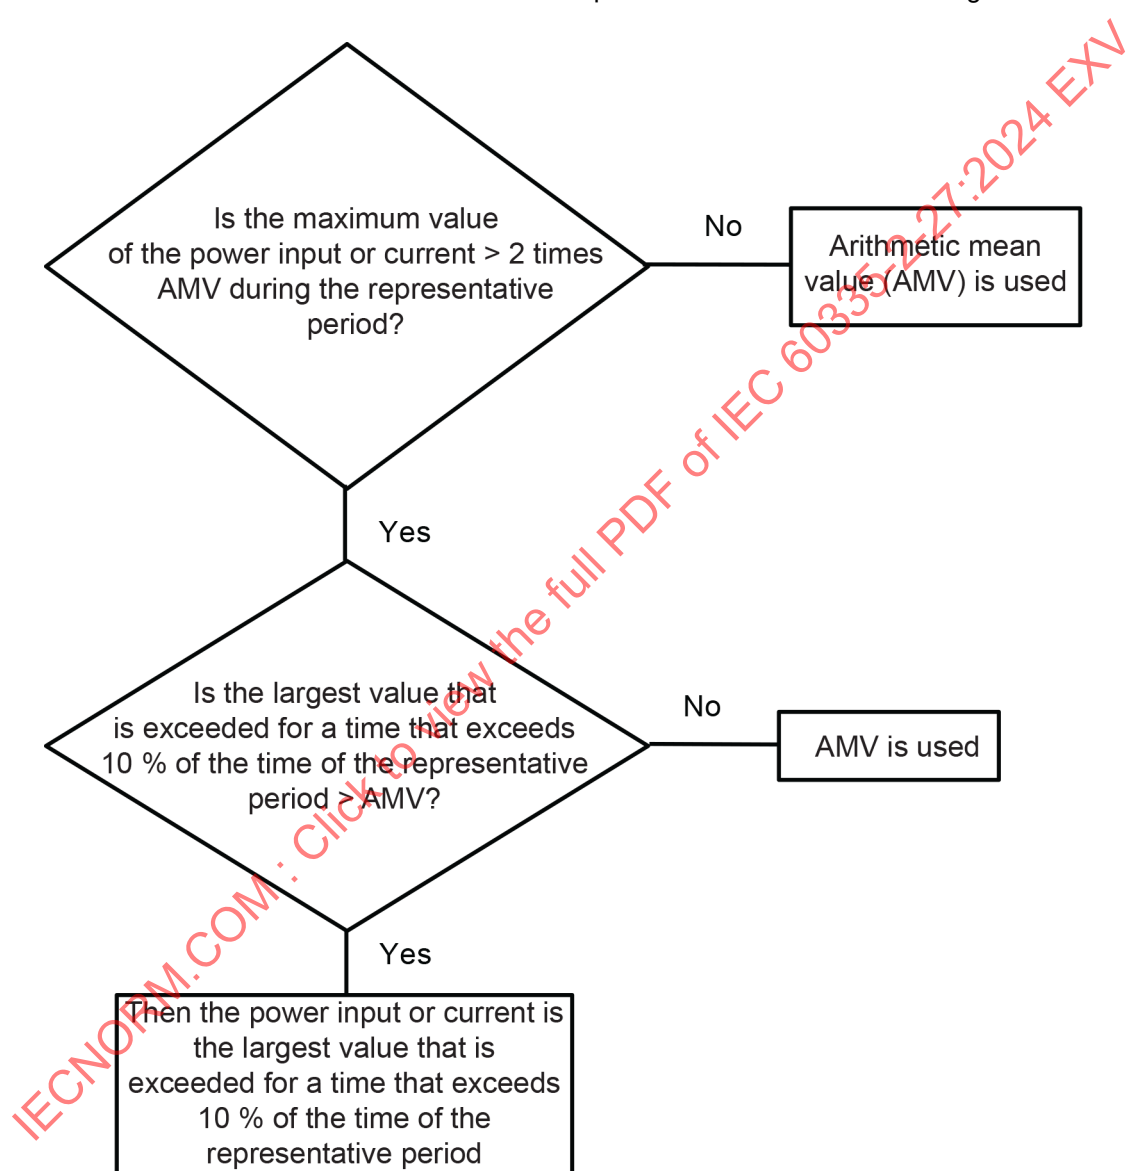 Is the maximum value
of the power input or current > 2 times
AMV during the representative
period?
No
Arithmetic mean
value (AMV) is used
Yes
Is the largest value that
is exceeded for a time that exceeds
10 % of the time of the representative
period > AMV?
No
AMV is used
Yes
Then the power input or current is
the largest value that is
exceeded for a time that exceeds
10 % of the time of the
representative period
IECNORM.COM : Click to view the full PDF of IEC 60335-2-27:2024 EXV